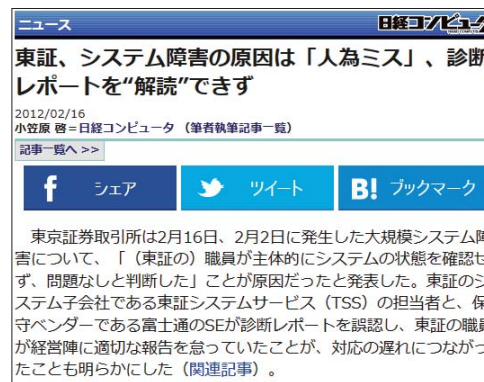 ニュース
日経コンピュータ
東証、システム障害の原因は「人為ミス」、診断
レポートを“解読”できず
2012/02/16
小笠原 啓=日経コンピュータ （筆者執筆記事一覧）
記事一覧へ >>
f シェア
ツイート
B! ブックマーク
東京証券取引所は2月16日、2月2日に発生した大規模システム障
害について、「（東証の）職員が主体的にシステムの状態を確認せ
ず、問題なしと判断した」ことが原因だったと発表した。東証のシ
ステム子会社である東証システムサービス（TSS）の担当者と、保
守ベンダーである富士通のSEが診断レポートを誤認し、東証の職員
が経営陣に適切な報告を怠っていたことが、対応の遅れにつながっ
たことも明らかにした（関連記事）。